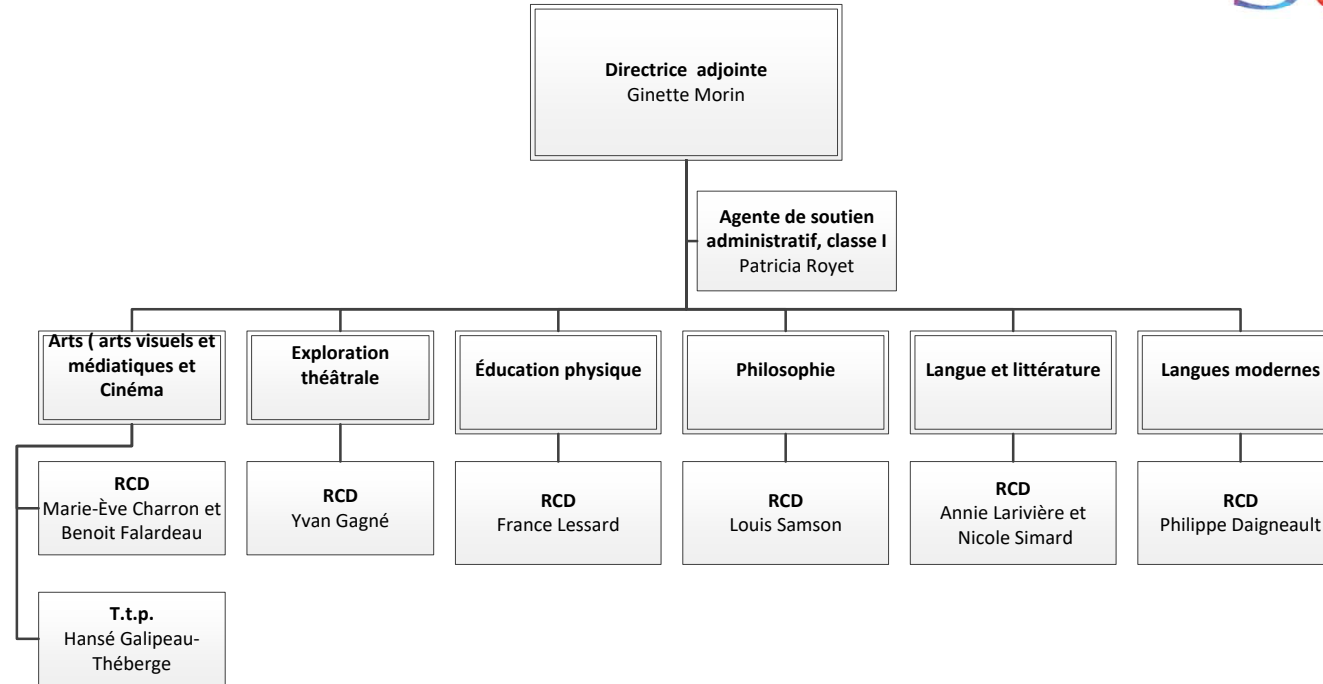 Directrice adjointe
Ginette Morin
Agente de soutien
administratif, classe I
Patricia Royet
Arts ( arts visuels et
médiatiques et
Cinéma
Exploration
théâtrale
Éducation physique
Philosophie
Langue et littérature
Langues modernes
RCD
Marie-Ève Charron et
Benoit Falardeau
RCD
Yvan Gagné
RCD
France Lessard
RCD
Louis Samson
RCD
Annie Larivière et
Nicole Simard
RCD
Philippe Daigneault
T.t.p.
Hansé Galipeau-
Théberge